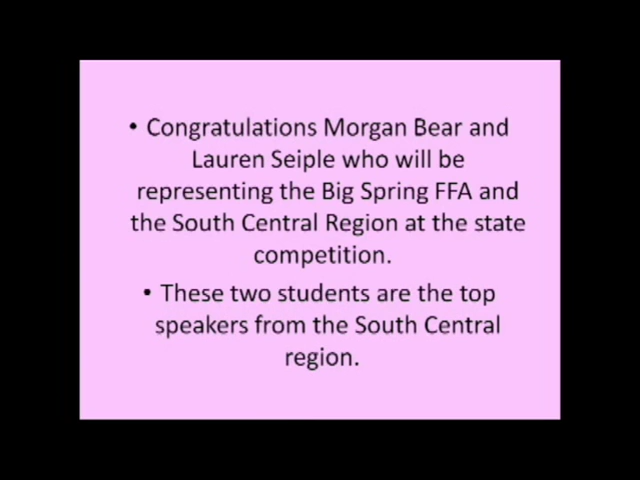 • Congratulations Morgan Bear and
Lauren Seiple who will be
representing the Big Spring FFA and
the South Central Region at the state
competition.
• These two students are the top
speakers from the South Central
region.